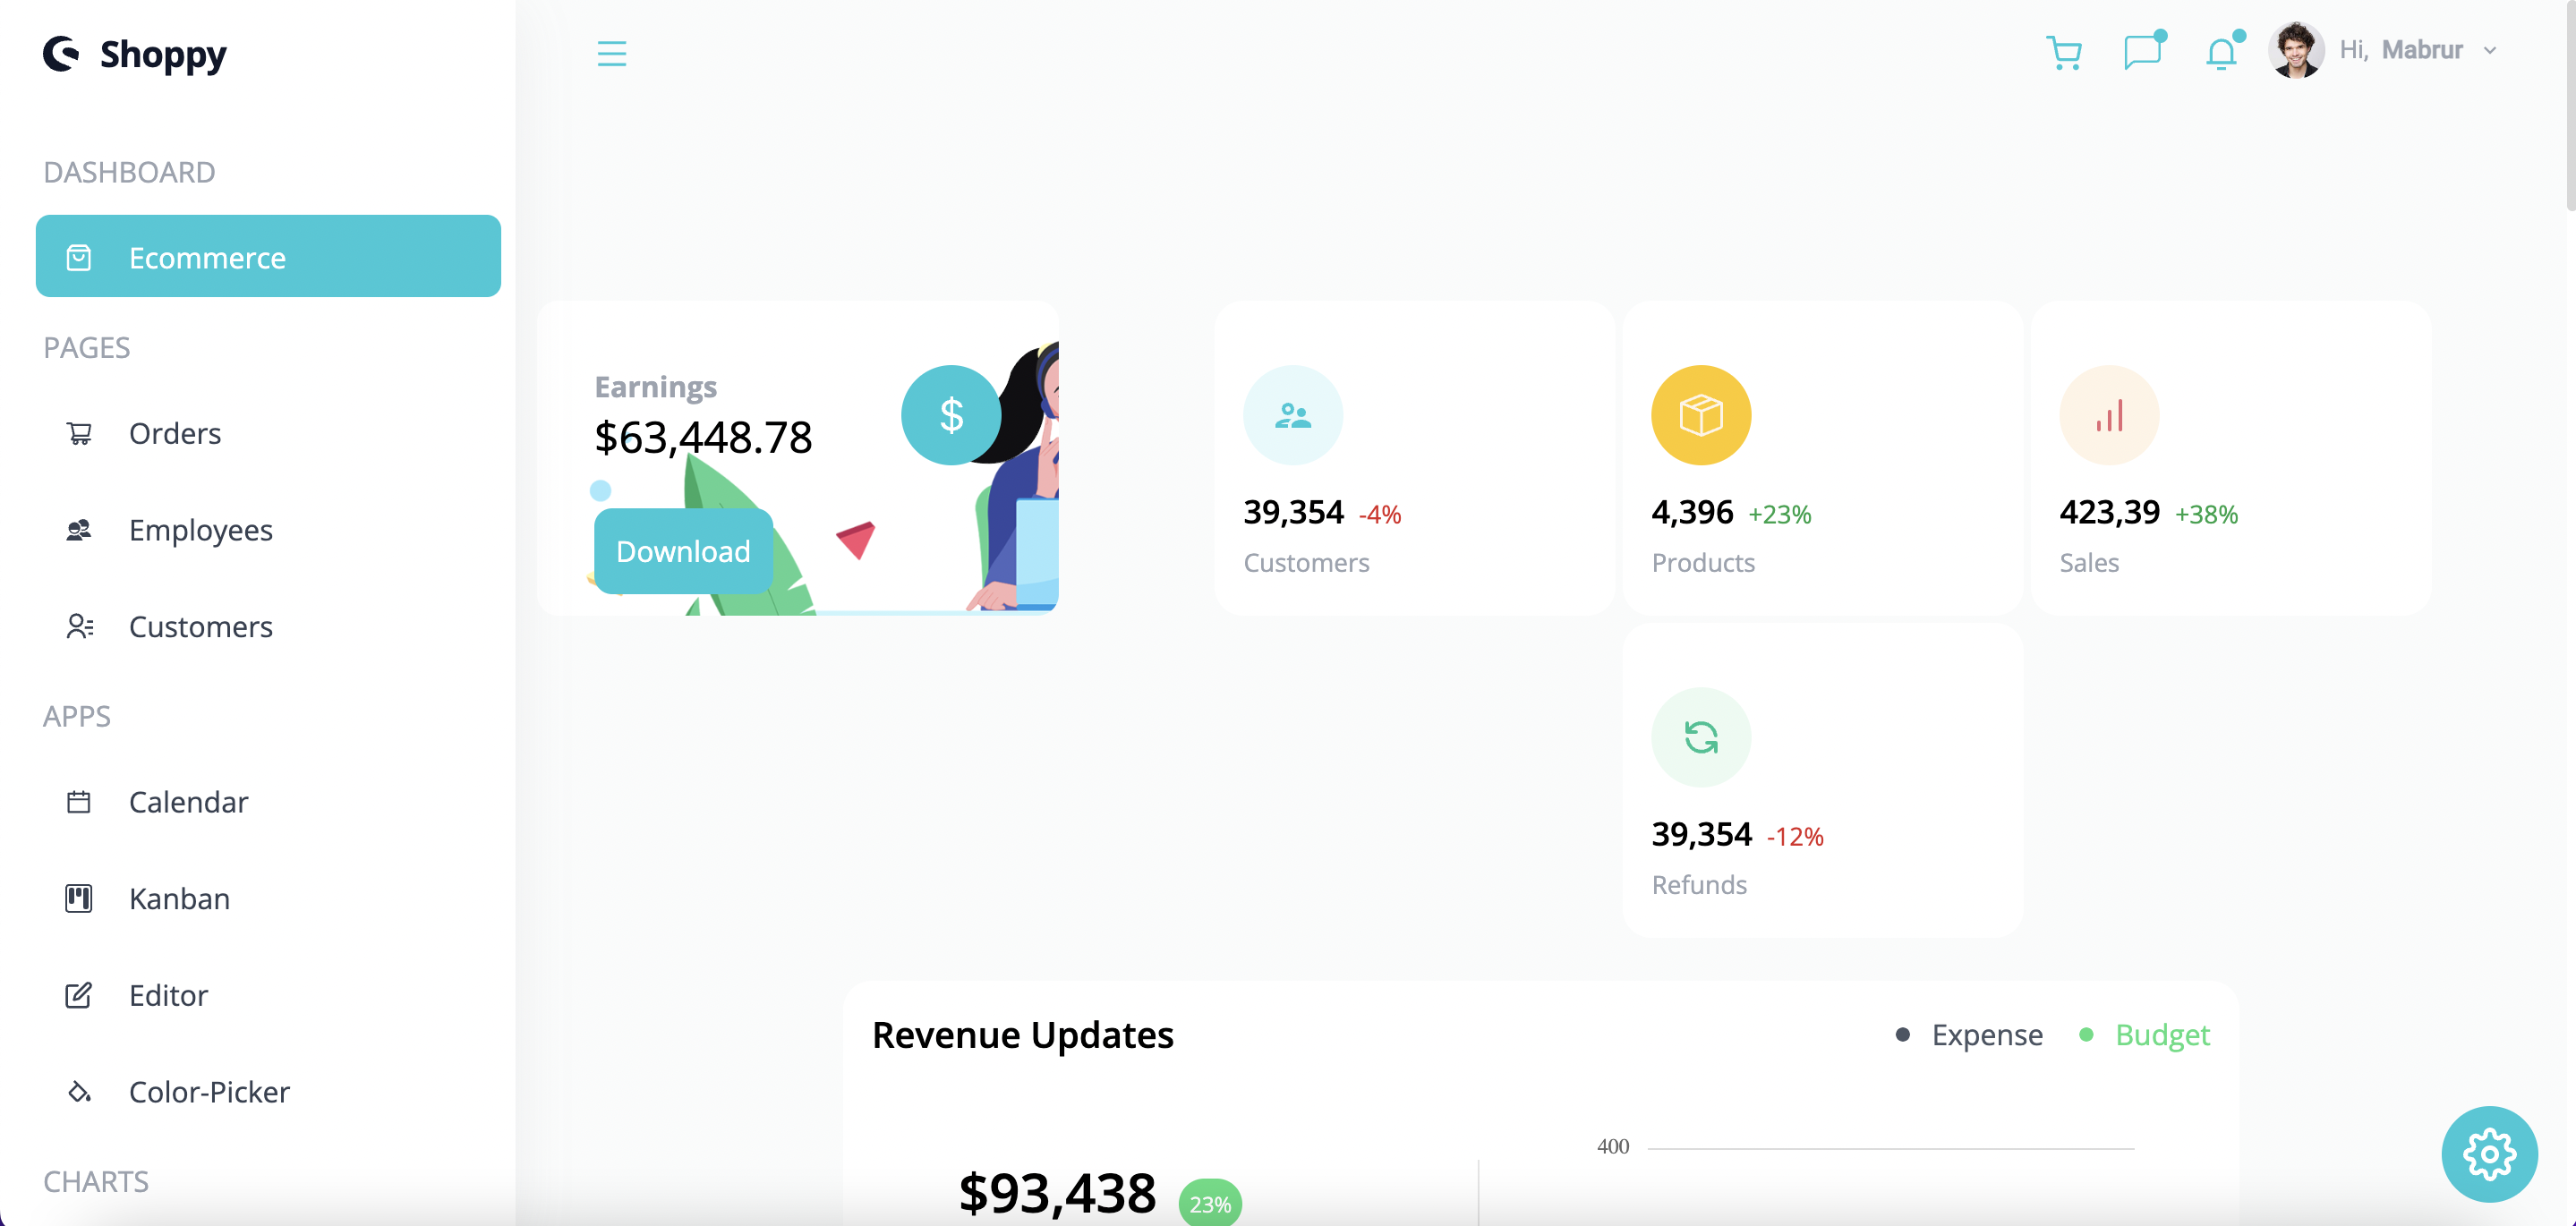 Shoppy
Hi, Mabrur
DASHBOARD
Ecommerce
PAGES
Orders
Employees
Customers
APPS
Calendar
Kanban
Editor
Color-Picker
CHARTS
Earnings
$63,448.78
$
Download
39,354 -4%
Customers
4,396 +23%
Products
423,39 +38%
Sales
39,354 -12%
Refunds
Revenue Updates
Expense
Budget
$93,438 23%
400